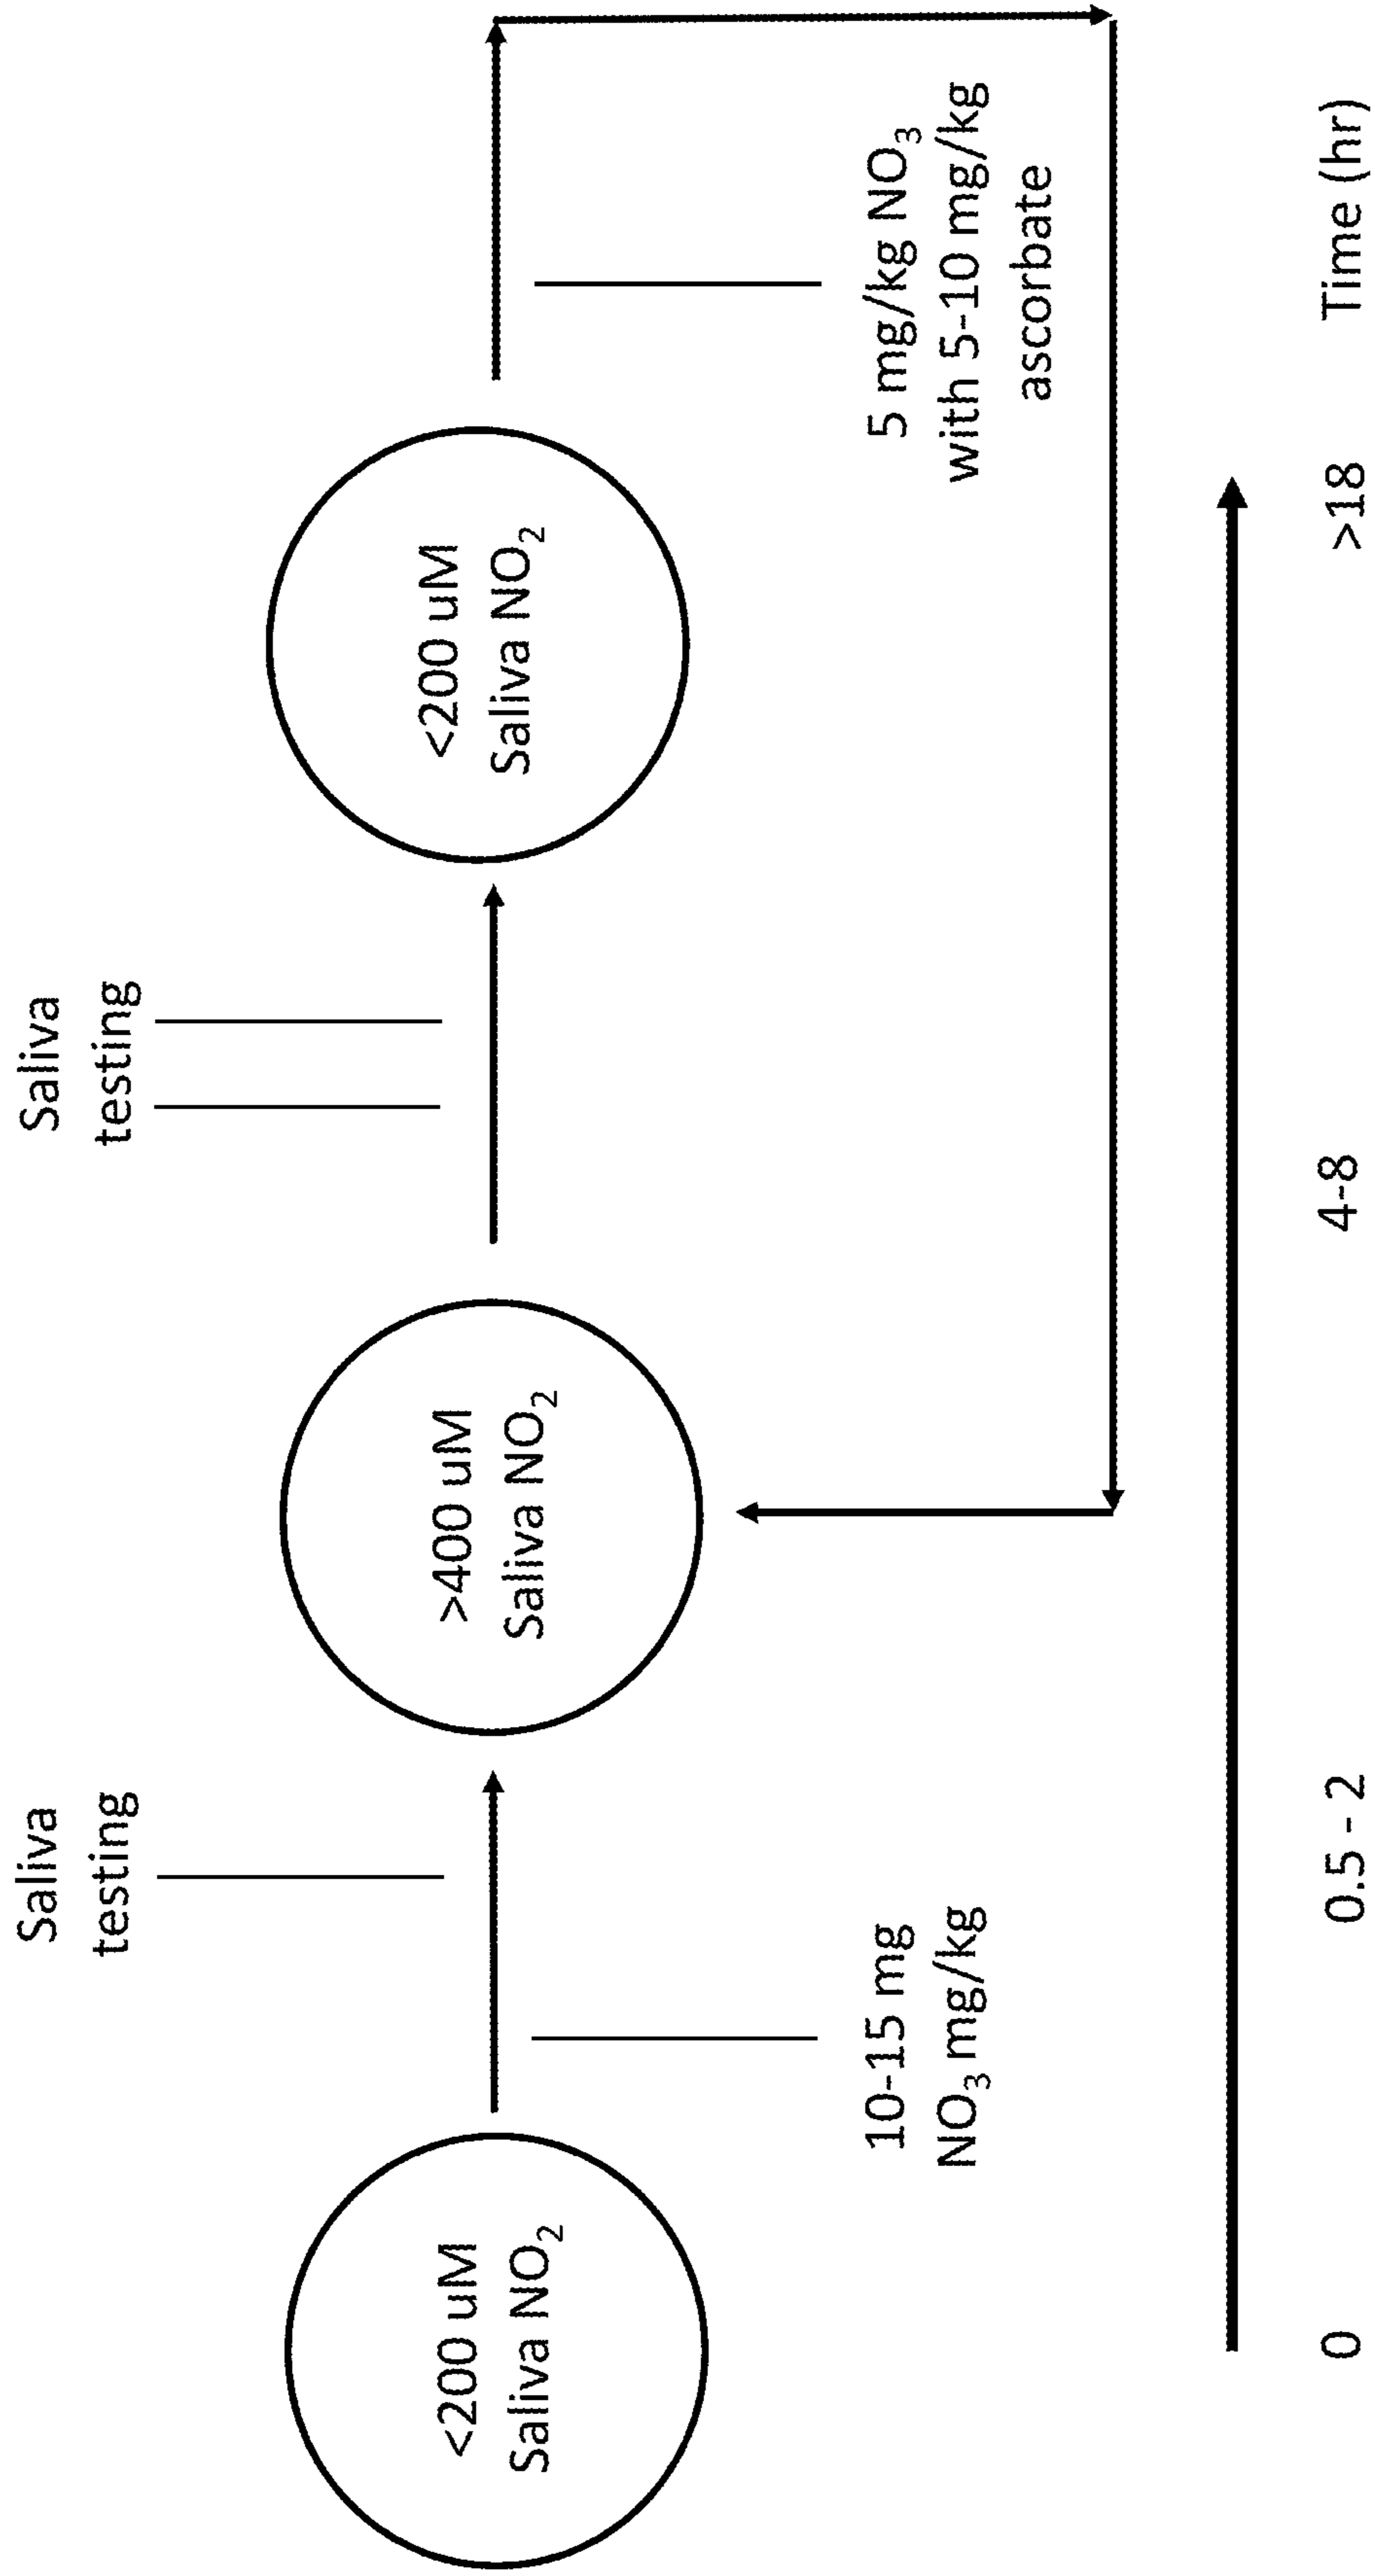 Saliva
testing
Saliva
testing
<200 uM
Saliva NO₂
>400 uM
Saliva NO₂
<200 uM
Saliva NO₂
10-15 mg
NO₃ mg/kg
5 mg/kg NO₃
with 5-10 mg/kg
ascorbate
0
0.5 - 2
4-8
>18
Time (hr)